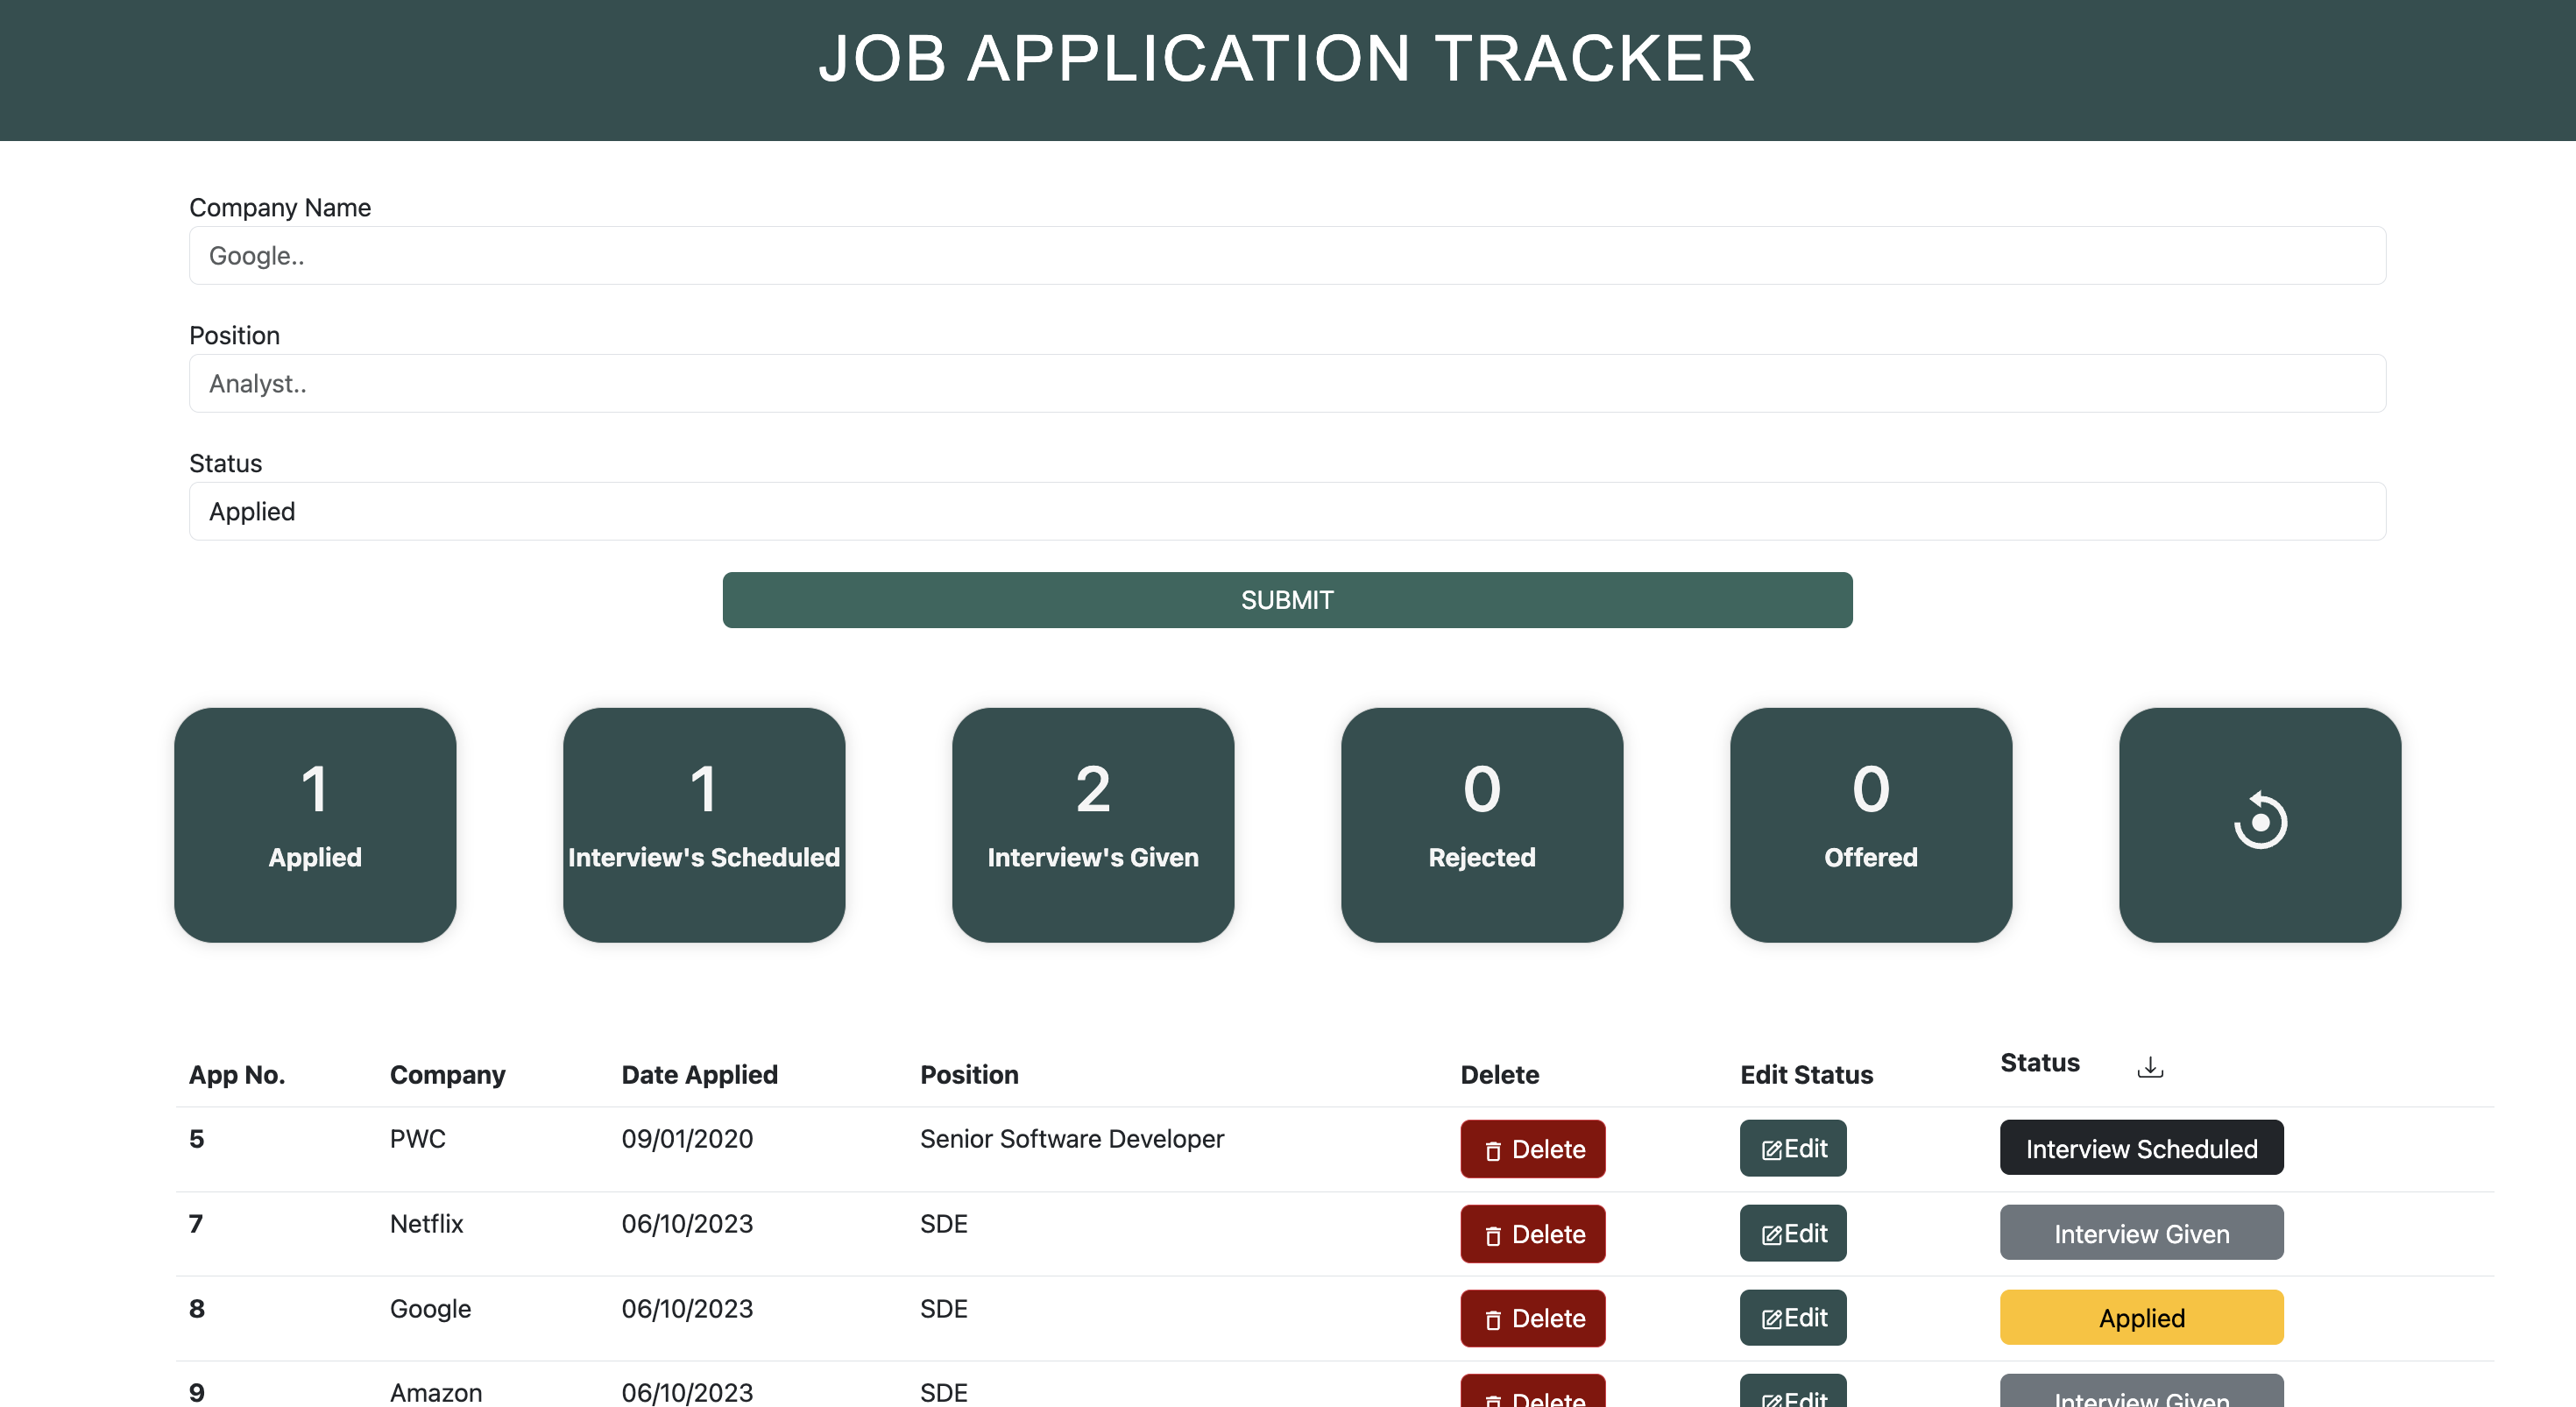 JOB APPLICATION TRACKER
Company Name
Google..
Position
Analyst..
Status
Applied
SUBMIT
1 1 2 0 0
Applied Interview's Scheduled Interview's Given Rejected Offered
App No. Company Date Applied Position Delete Edit Status Status
5 PWC 09/01/2020 Senior Software Developer Delete Edit Interview Scheduled
7 Netflix 06/10/2023 SDE Delete Edit Interview Given
8 Google 06/10/2023 SDE Delete Edit Applied
9 Amazon 06/10/2023 SDE Delete Edit Interview Given